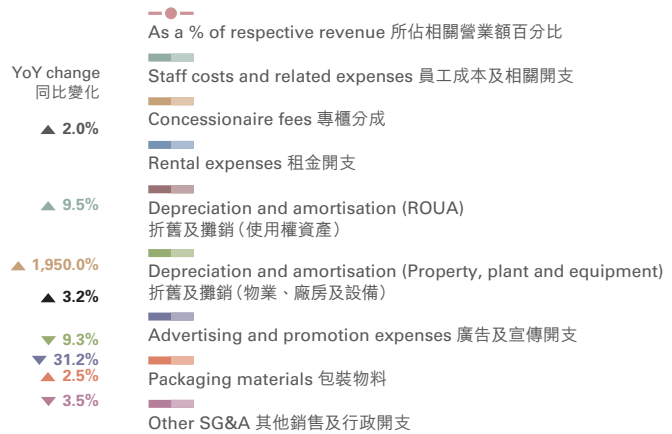 As a % of respective revenue 所佔相關營業額百分比
YoY change
同比變化
Staff costs and related expenses 員工成本及相關開支
▲ 2.0%
Concessionaire fees 專櫃分成
Rental expenses 租金開支
▲ 9.5%
Depreciation and amortisation (ROUA)
折舊及攤銷（使用權資產）
▲ 1,950.0%
Depreciation and amortisation (Property, plant and equipment)
▲ 3.2%
折舊及攤銷（物業、廠房及設備）
▼ 9.3%
Advertising and promotion expenses 廣告及宣傳開支
▼ 31.2%
▲ 2.5%
Packaging materials 包裝物料
▼ 3.5%
Other SG&A 其他銷售及行政開支